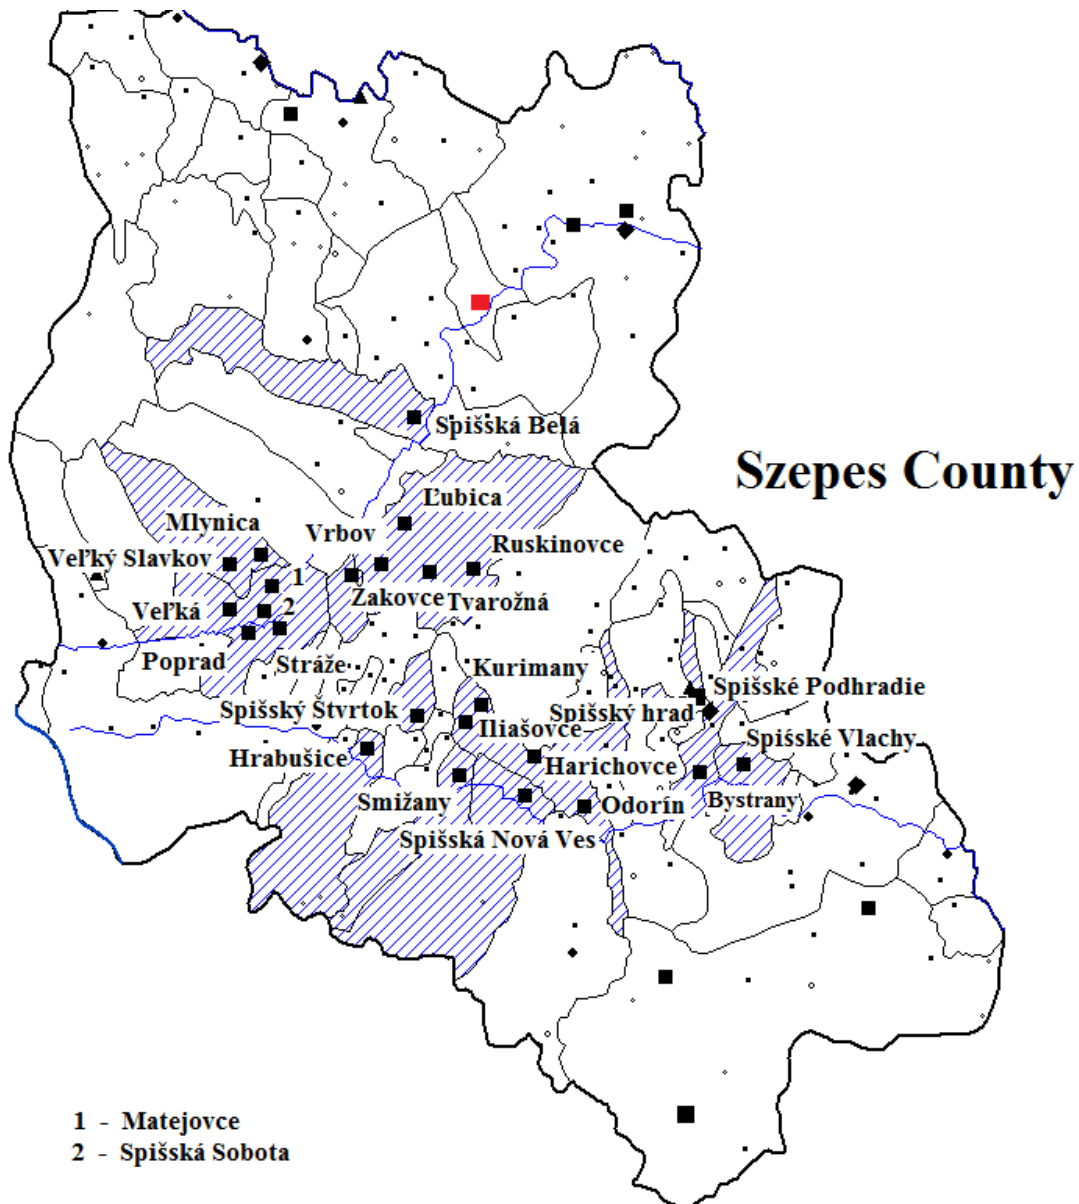 Spišská Belá
Szepes County
Ľubica
Mlynica
Vrbov
Ruskinovce
Veľký Slavkov
1
Žakovce
Tvarožná
Veľká
2
Poprad
Stráže
Kurimany
Spišské Podhradie
Spišský Štvrtok
Spišský hrad
Iliašovce
Spišské Vlachy
Hrabušice
Harichovce
Smižany
Odorín
Bystrany
Spišská Nová Ves
1 - Matejovce
2 - Spišská Sobota